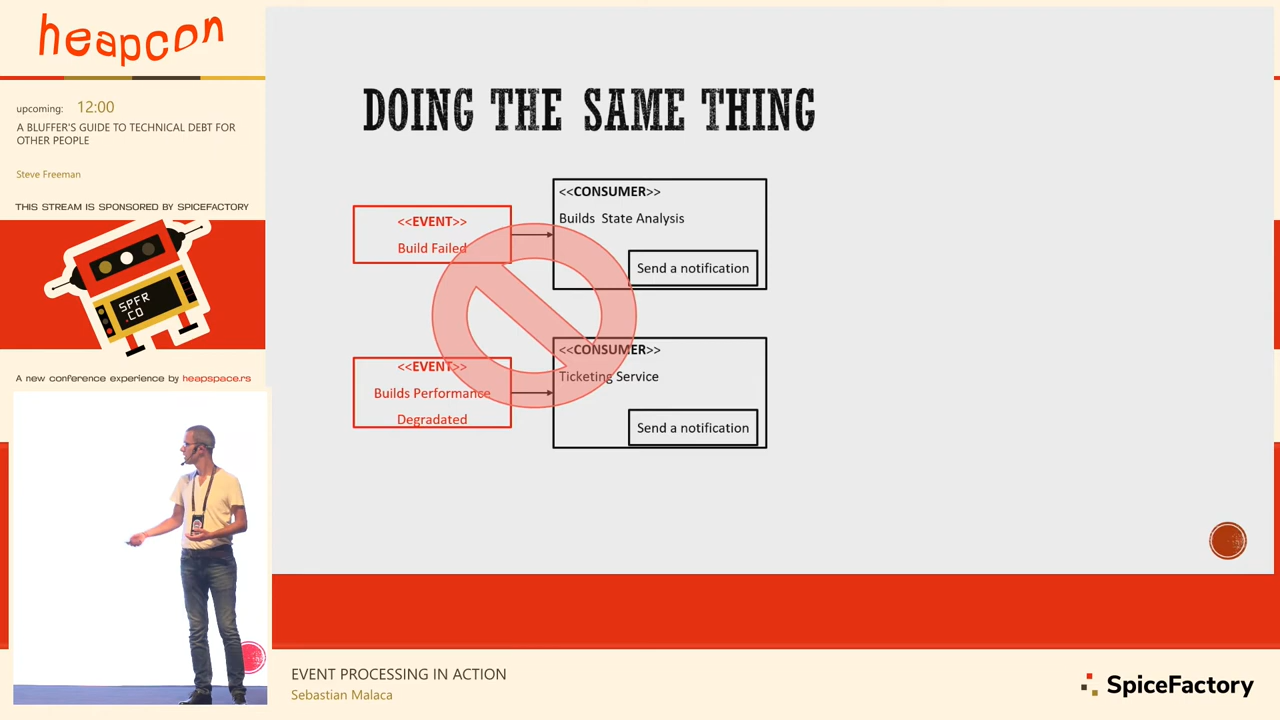 heapcon
upcoming: 12:00
A BLUFFER'S GUIDE TO TECHNICAL DEBT FOR
OTHER PEOPLE
Steve Freeman
THIS STREAM IS SPONSORED BY SPICEFACTORY
SPFR
.CO
A new conference experience by heapspace.rs
DOING THE SAME THING
<<EVENT>>
Build Failed
<<CONSUMER>>
Builds State Analysis
Send a notification
<<EVENT>>
Builds Performance
Degradated
<<CONSUMER>>
Ticketing Service
Send a notification
EVENT PROCESSING IN ACTION
Sebastian Malaca
SpiceFactory